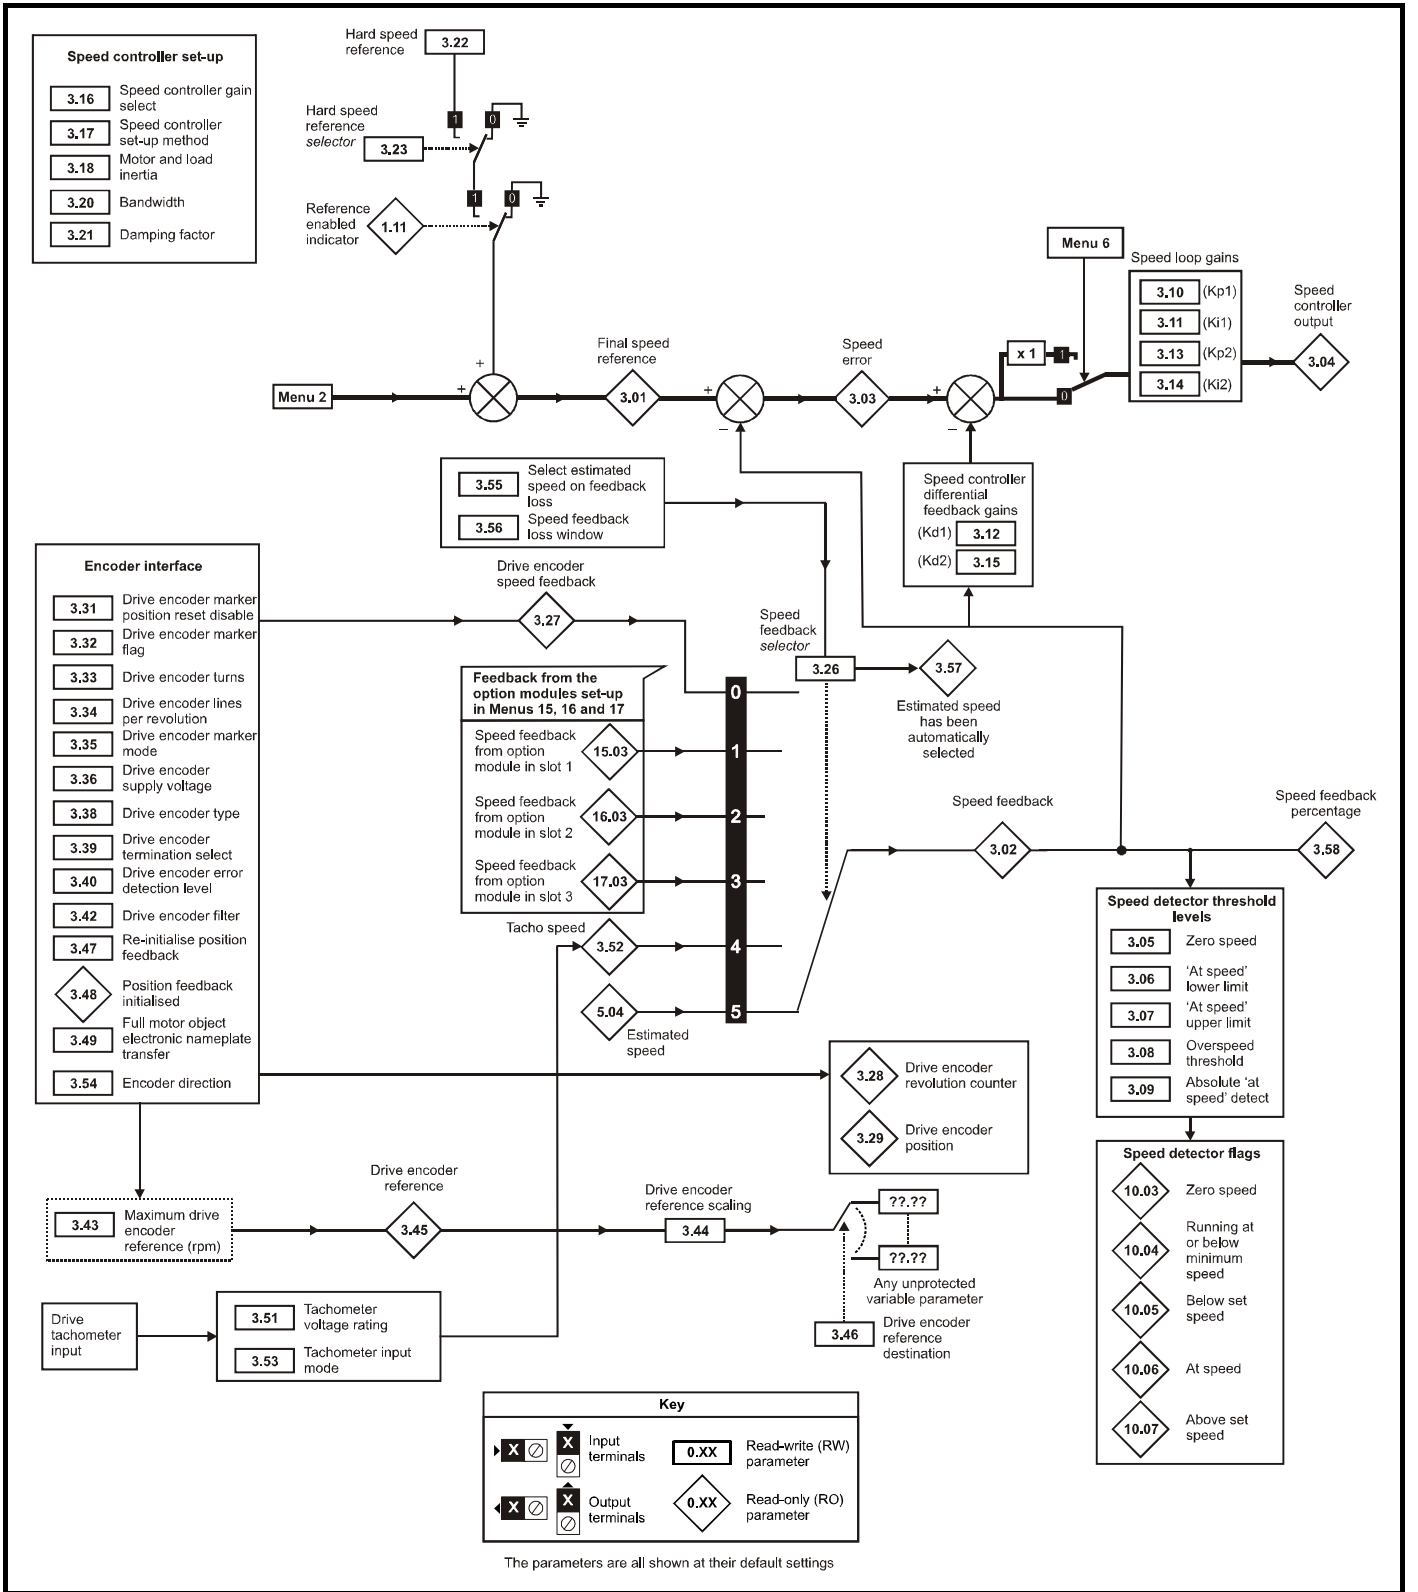 Speed controller set-up
3.16
Speed controller gain
select
3.17
Speed controller
set-up method
3.18
Motor and load
inertia
3.20
Bandwidth
3.21
Damping factor
Hard speed
reference
3.22
Hard speed
reference
selector
3.23
1
0
Reference
enabled
indicator
1.11
1
0
Menu 2
+
+
Final speed
reference
3.01
+
−
Speed
error
3.03
+
−
x 1
1
0
Menu 6
Speed loop gains
3.10
(Kp1)
3.11
(Ki1)
3.13
(Kp2)
3.14
(Ki2)
Speed
controller
output
3.04
3.55
Select estimated
speed on feedback
loss
3.56
Speed feedback
loss window
Speed controller
differential
feedback gains
(Kd1)
3.12
(Kd2)
3.15
Encoder interface
3.31
Drive encoder marker
position reset disable
3.32
Drive encoder marker
flag
3.33
Drive encoder turns
3.34
Drive encoder lines
per revolution
3.35
Drive encoder marker
mode
3.36
Drive encoder
supply voltage
3.38
Drive encoder type
3.39
Drive encoder
termination select
3.40
Drive encoder error
detection level
3.42
Drive encoder filter
3.47
Re-initialise position
feedback
3.48
Position feedback
initialised
3.49
Full motor object
electronic nameplate
transfer
3.54
Encoder direction
Drive encoder
speed feedback
3.27
Feedback from the
option modules set-up
in Menus 15, 16 and 17
Speed feedback
from option
module in slot 1
15.03
Speed feedback
from option
module in slot 2
16.03
Speed feedback
from option
module in slot 3
17.03
Tacho speed
3.52
5.04
Estimated
speed
0
1
2
3
4
5
Speed
feedback
selector
3.26
3.57
Estimated speed
has been
automatically
selected
Speed feedback
3.02
Speed feedback
percentage
3.58
Speed detector threshold
levels
3.05
Zero speed
3.06
‘At speed’
lower limit
3.07
‘At speed’
upper limit
3.08
Overspeed
threshold
3.09
Absolute ‘at
speed’ detect
3.28
Drive encoder
revolution counter
3.29
Drive encoder
position
Speed detector flags
10.03
Zero speed
10.04
Running at
or below
minimum
speed
10.05
Below set
speed
10.06
At speed
10.07
Above set
speed
3.43
Maximum drive
encoder
reference (rpm)
Drive encoder
reference
3.45
Drive encoder
reference scaling
3.44
??.??
??.??
Any unprotected
variable parameter
3.46
Drive encoder
reference
destination
Drive
tachometer
input
3.51
Tachometer
voltage rating
3.53
Tachometer input
mode
Key
X
X
Input
terminals
0.XX
Read-write (RW)
parameter
X
X
Output
terminals
0.XX
Read-only (RO)
parameter
The parameters are all shown at their default settings